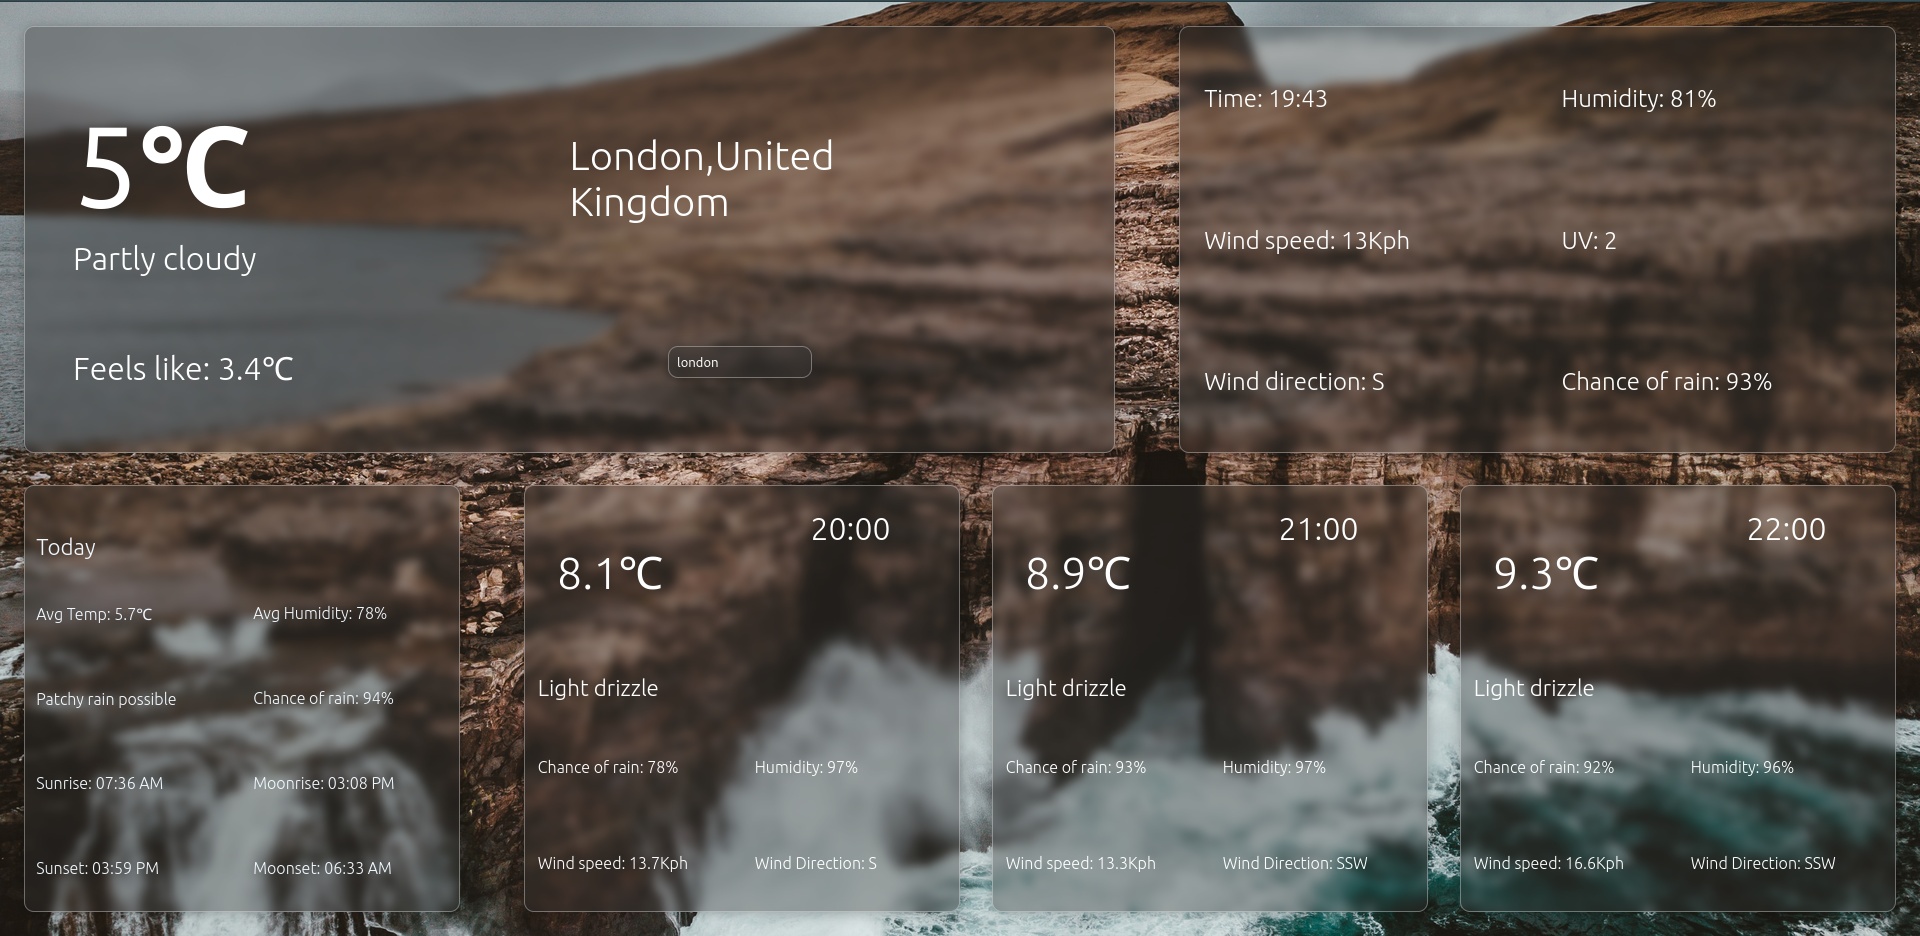 5°C
Partly cloudy
Feels like: 3.4℃
London,United
Kingdom
london
Time: 19:43
Humidity: 81%
Wind speed: 13Kph
UV: 2
Wind direction: S
Chance of rain: 93%
Today
Avg Temp: 5.7℃
Avg Humidity: 78%
Patchy rain possible
Chance of rain: 94%
Sunrise: 07:36 AM
Moonrise: 03:08 PM
Sunset: 03:59 PM
Moonset: 06:33 AM
20:00
8.1℃
Light drizzle
Chance of rain: 78%
Humidity: 97%
Wind speed: 13.7Kph
Wind Direction: S
21:00
8.9℃
Light drizzle
Chance of rain: 93%
Humidity: 97%
Wind speed: 13.3Kph
Wind Direction: SSW
22:00
9.3℃
Light drizzle
Chance of rain: 92%
Humidity: 96%
Wind speed: 16.6Kph
Wind Direction: SSW